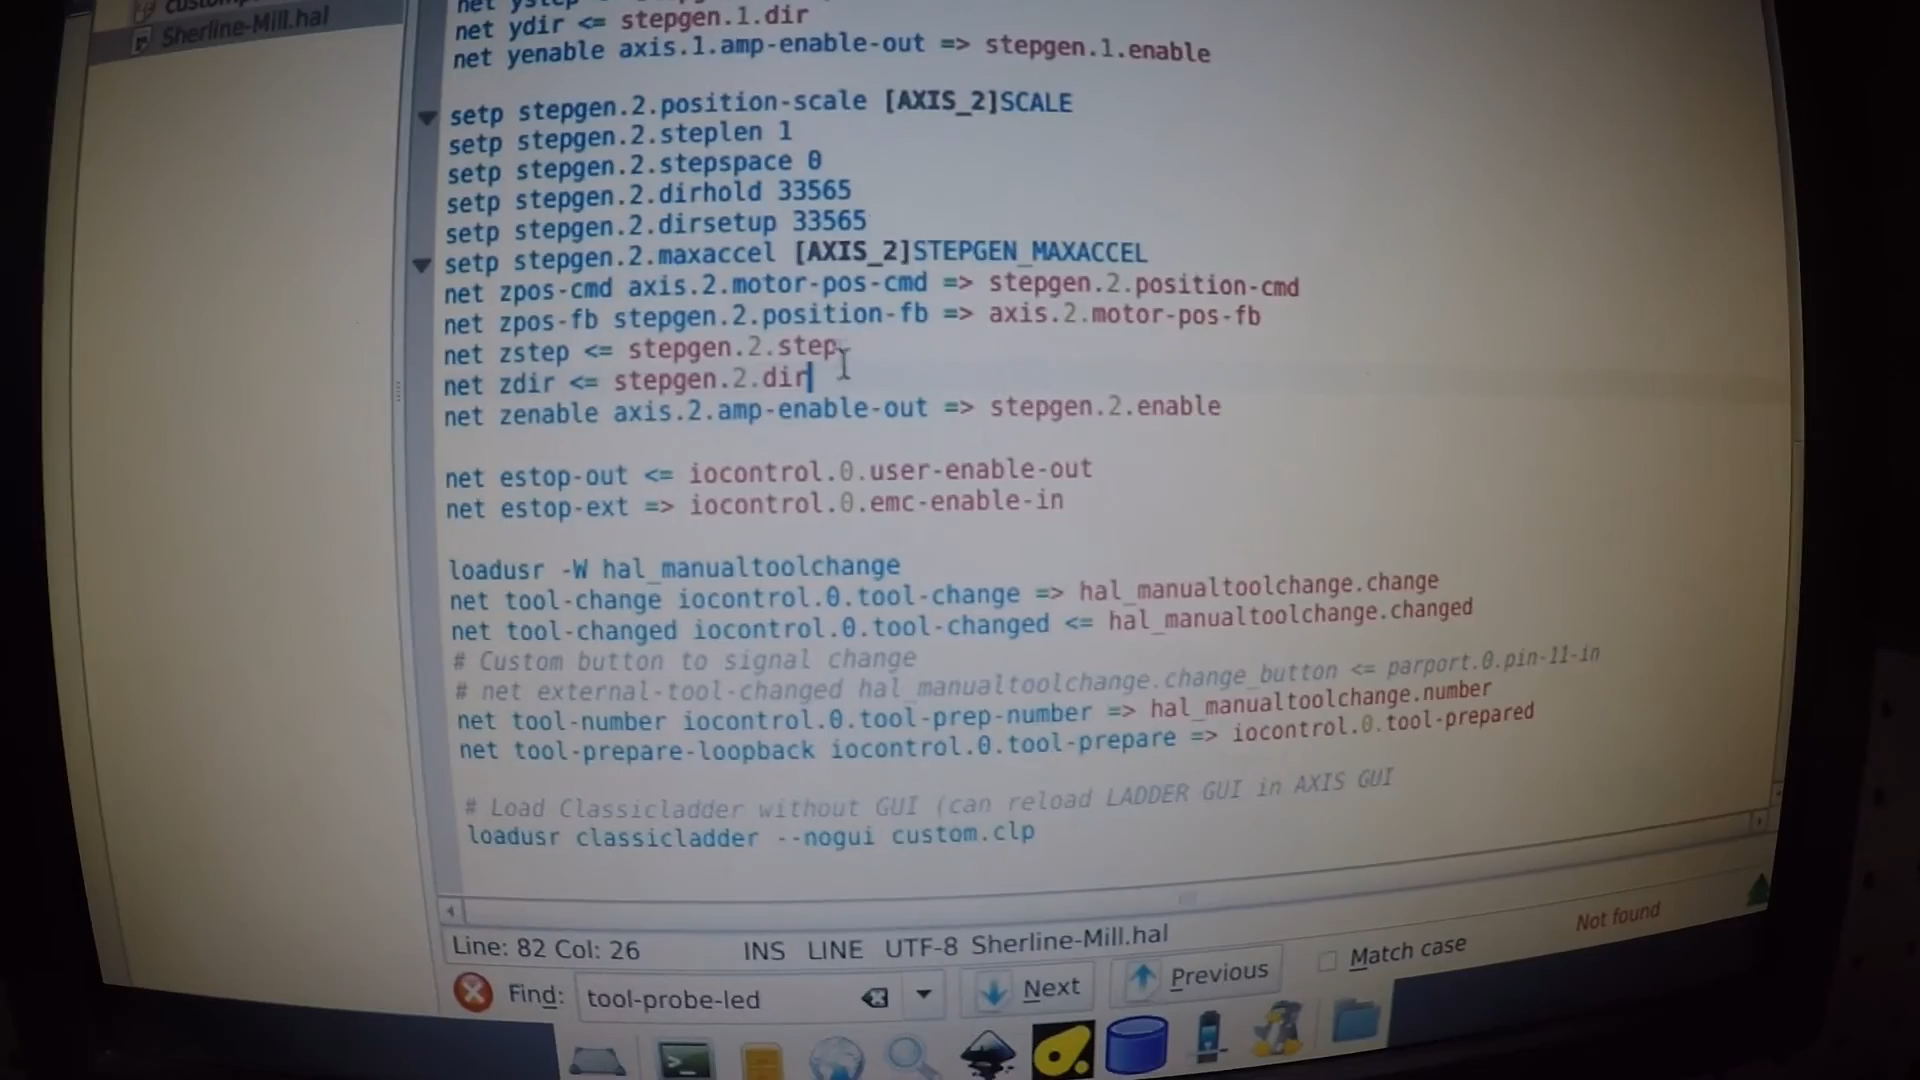 Sherline-Mill.hal
net
net ydir <= stepgen.1.dir
net yenable axis.1.amp-enable-out => stepgen.1.enable
setp stepgen.2.position-scale [AXIS_2]SCALE
setp stepgen.2.steplen 1
setp stepgen.2.stepspace 0
setp stepgen.2.dirhold 33565
setp stepgen.2.dirsetup 33565
setp stepgen.2.maxaccel [AXIS_2]STEPGEN_MAXACCEL
net zpos-cmd axis.2.motor-pos-cmd => stepgen.2.position-cmd
net zpos-fb stepgen.2.position-fb => axis.2.motor-pos-fb
net zstep <= stepgen.2.step
net zdir <= stepgen.2.dir
net zenable axis.2.amp-enable-out => stepgen.2.enable
net estop-out <= iocontrol.0.user-enable-out
net estop-ext => iocontrol.0.emc-enable-in
loadusr -W hal_manualtoolchange
net tool-change iocontrol.0.tool-change => hal_manualtoolchange.change
net tool-changed iocontrol.0.tool-changed <= hal_manualtoolchange.changed
# Custom button to signal change
# net external-tool-changed hal_manualtoolchange.change_button <= parport.0.pin-11-in
net tool-number iocontrol.0.tool-prep-number => hal_manualtoolchange.number
net tool-prepare-loopback iocontrol.0.tool-prepare => iocontrol.0.tool-prepared
# Load Classicladder without GUI (can reload LADDER GUI in AXIS GUI
loadusr classicladder --nogui custom.clp
Line: 82 Col: 26 INS LINE UTF-8 Sherline-Mill.hal
Not found
Find: tool-probe-led Next Previous Match case